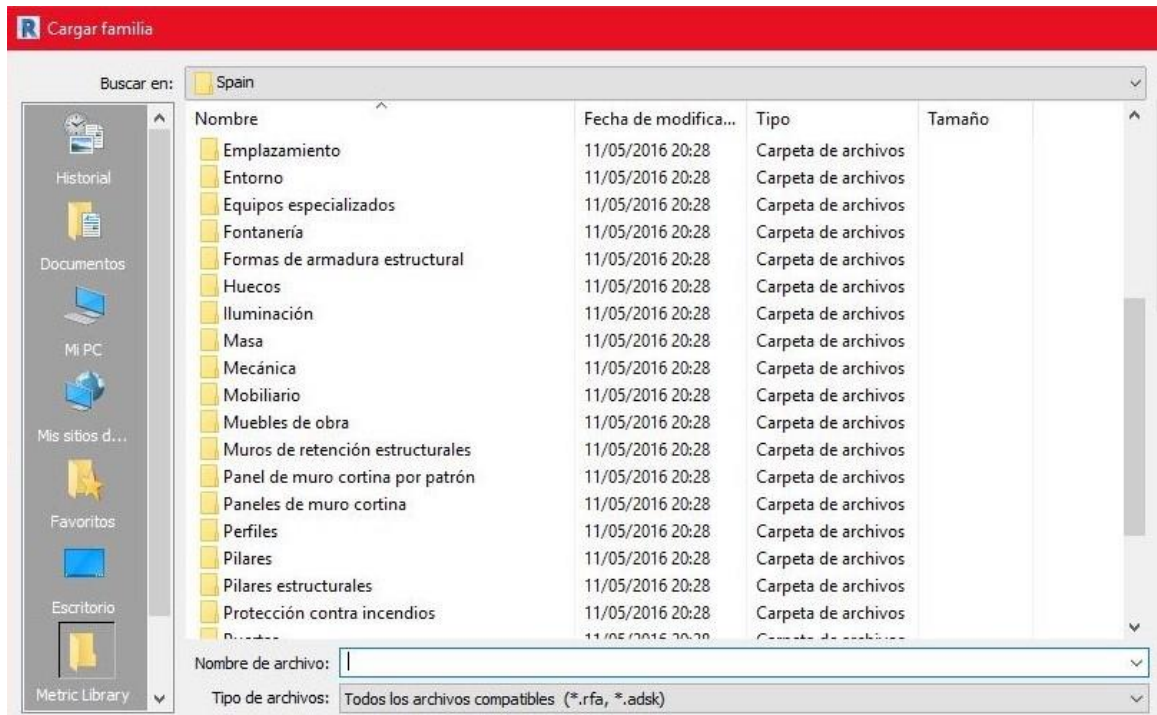 R Cargar familia
Buscar en: Spain
Nombre Fecha de modifica... Tipo Tamaño
Emplazamiento 11/05/2016 20:28 Carpeta de archivos
Entorno 11/05/2016 20:28 Carpeta de archivos
Equipos especializados 11/05/2016 20:28 Carpeta de archivos
Fontanería 11/05/2016 20:28 Carpeta de archivos
Formas de armadura estructural 11/05/2016 20:28 Carpeta de archivos
Huecos 11/05/2016 20:28 Carpeta de archivos
Iluminación 11/05/2016 20:28 Carpeta de archivos
Masa 11/05/2016 20:28 Carpeta de archivos
Mecánica 11/05/2016 20:28 Carpeta de archivos
Mobiliario 11/05/2016 20:28 Carpeta de archivos
Muebles de obra 11/05/2016 20:28 Carpeta de archivos
Muros de retención estructurales 11/05/2016 20:28 Carpeta de archivos
Panel de muro cortina por patrón 11/05/2016 20:28 Carpeta de archivos
Paneles de muro cortina 11/05/2016 20:28 Carpeta de archivos
Perfiles 11/05/2016 20:28 Carpeta de archivos
Pilares 11/05/2016 20:28 Carpeta de archivos
Pilares estructurales 11/05/2016 20:28 Carpeta de archivos
Protección contra incendios 11/05/2016 20:28 Carpeta de archivos
Historial
Documentos
Mi PC
Mis sitios d...
Favoritos
Escritorio
Metric Library
Nombre de archivo:
Tipo de archivos: Todos los archivos compatibles (*.rfa, *.adsk)